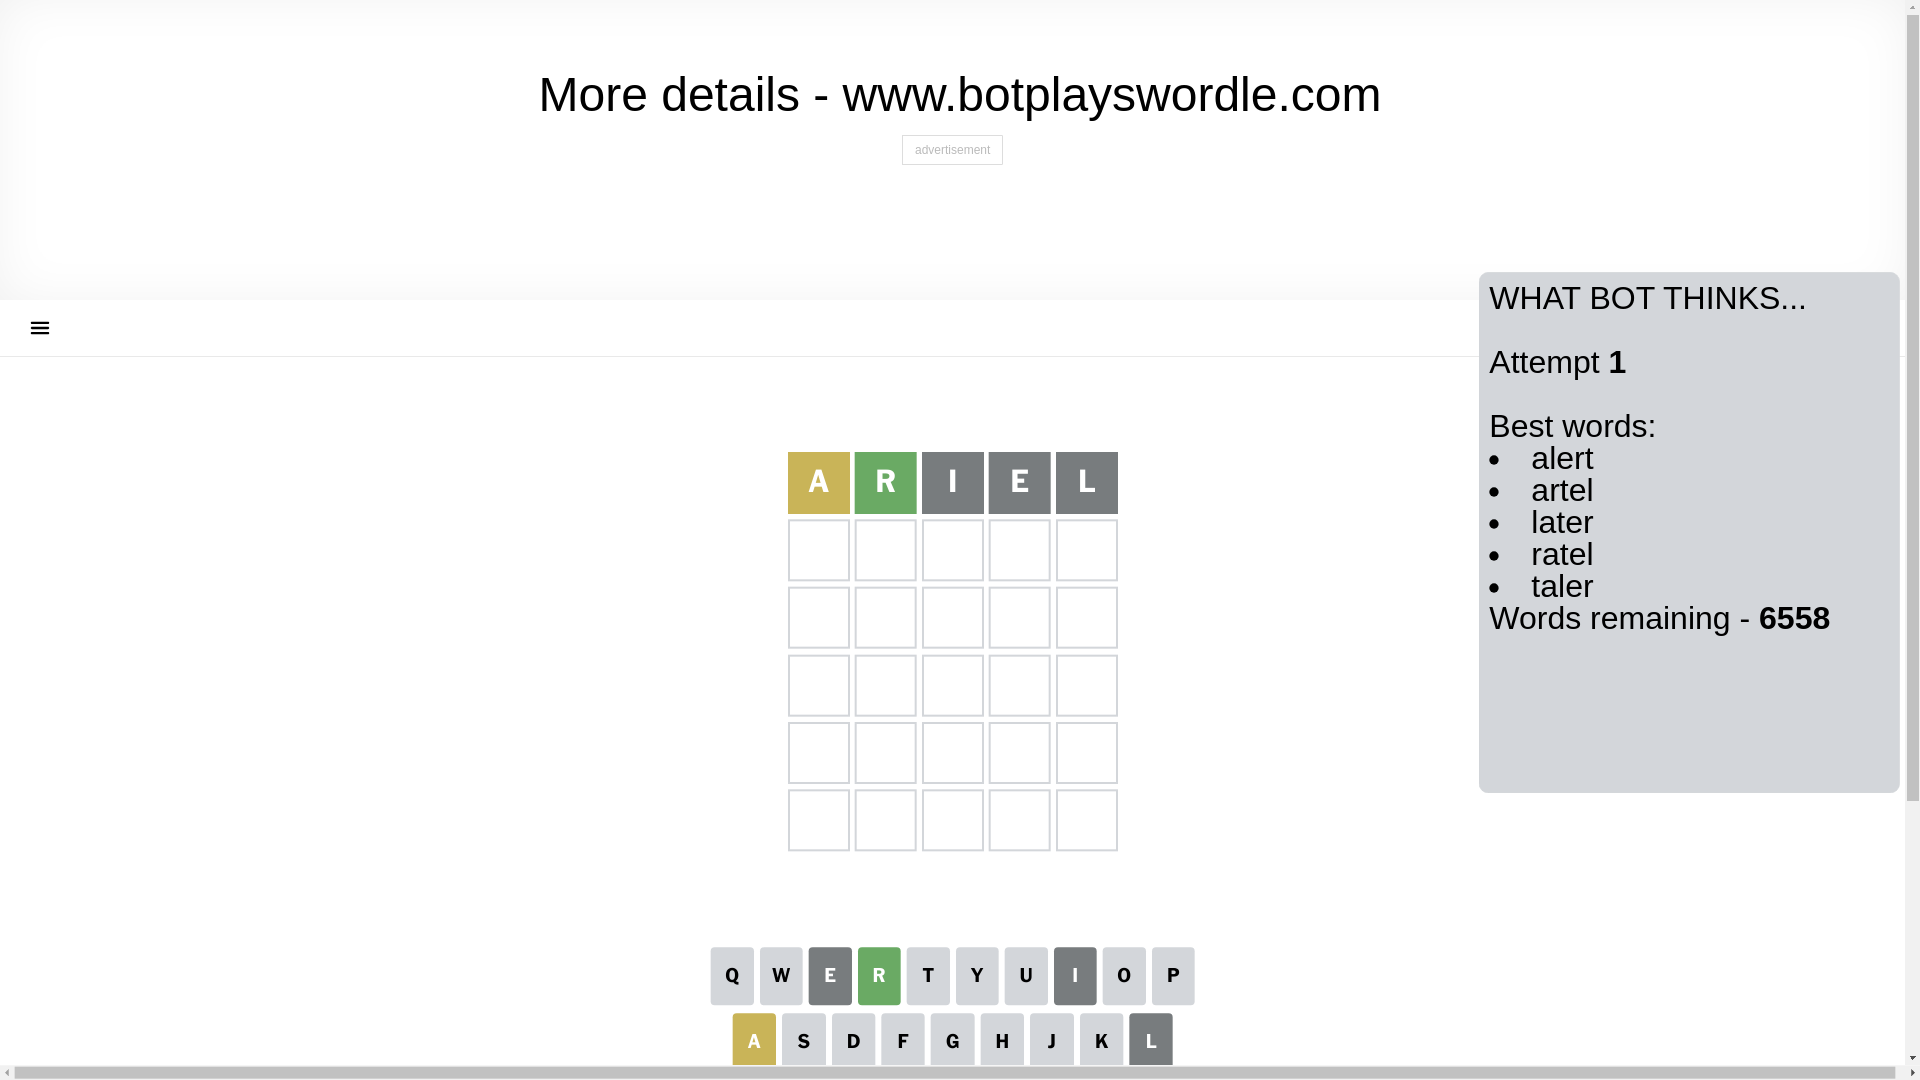 More details - www.botplayswordle.com
advertisement
WHAT BOT THINKS...
Attempt 1
Best words:
• alert
• artel
• later
• ratel
• taler
Words remaining - 6558
A R I E L
Q W E R T Y U I O P
A S D F G H J K L